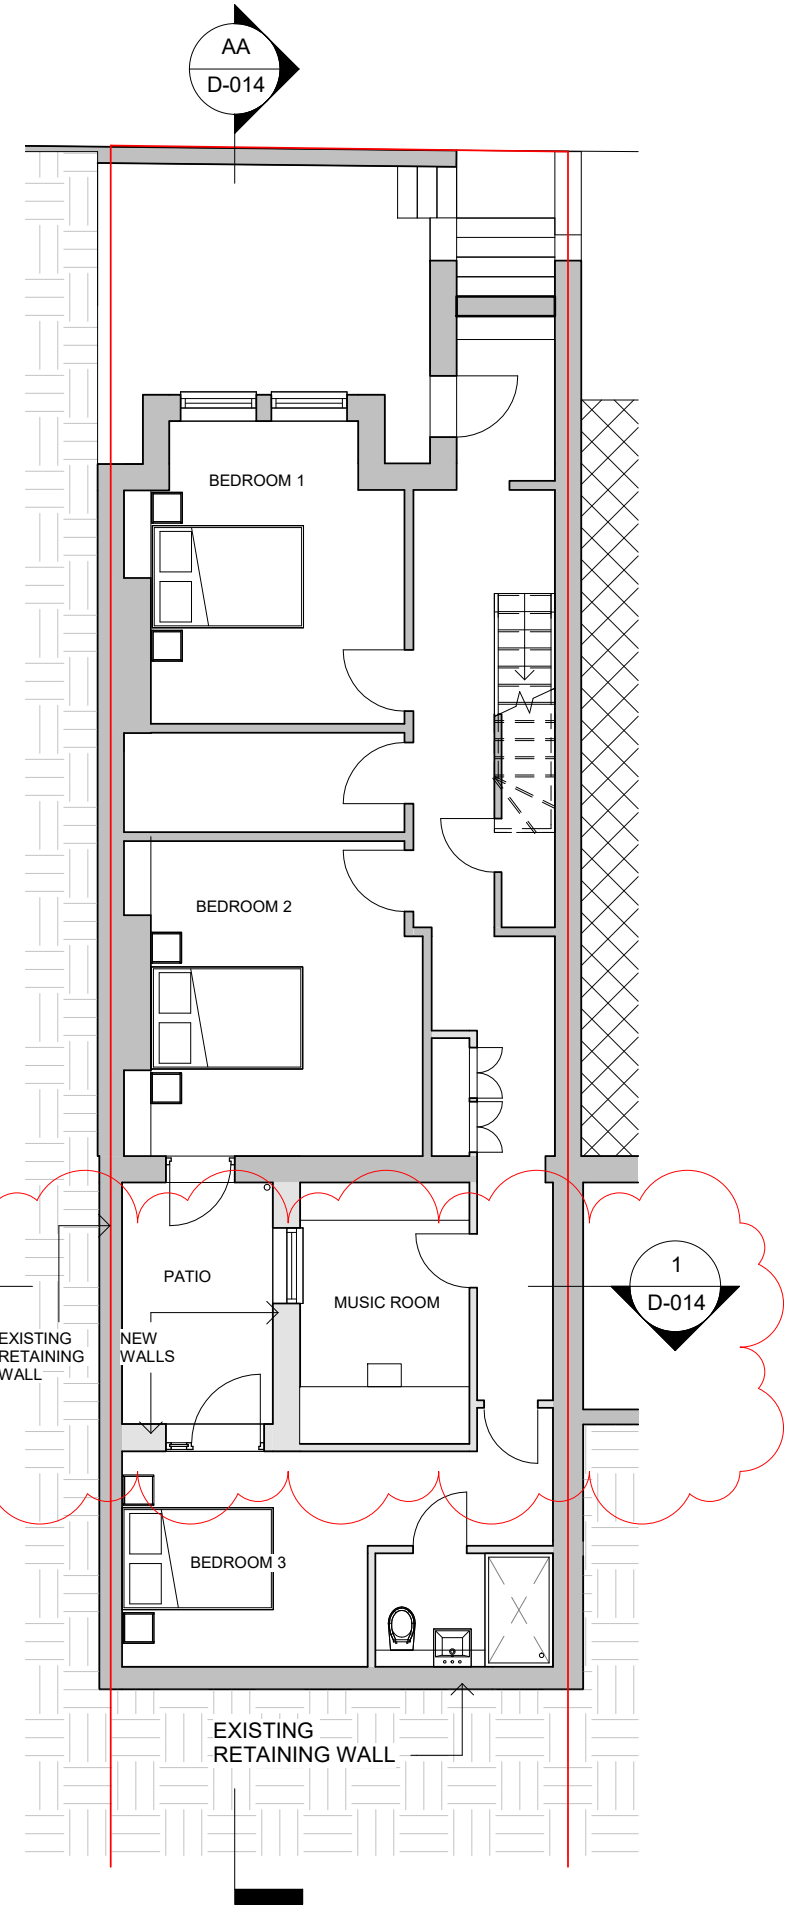 AA
D-014
BEDROOM 1
BEDROOM 2
PATIO
MUSIC ROOM
1
D-014
EXISTING
RETAINING
WALL
NEW
WALLS
BEDROOM 3
EXISTING
RETAINING WALL